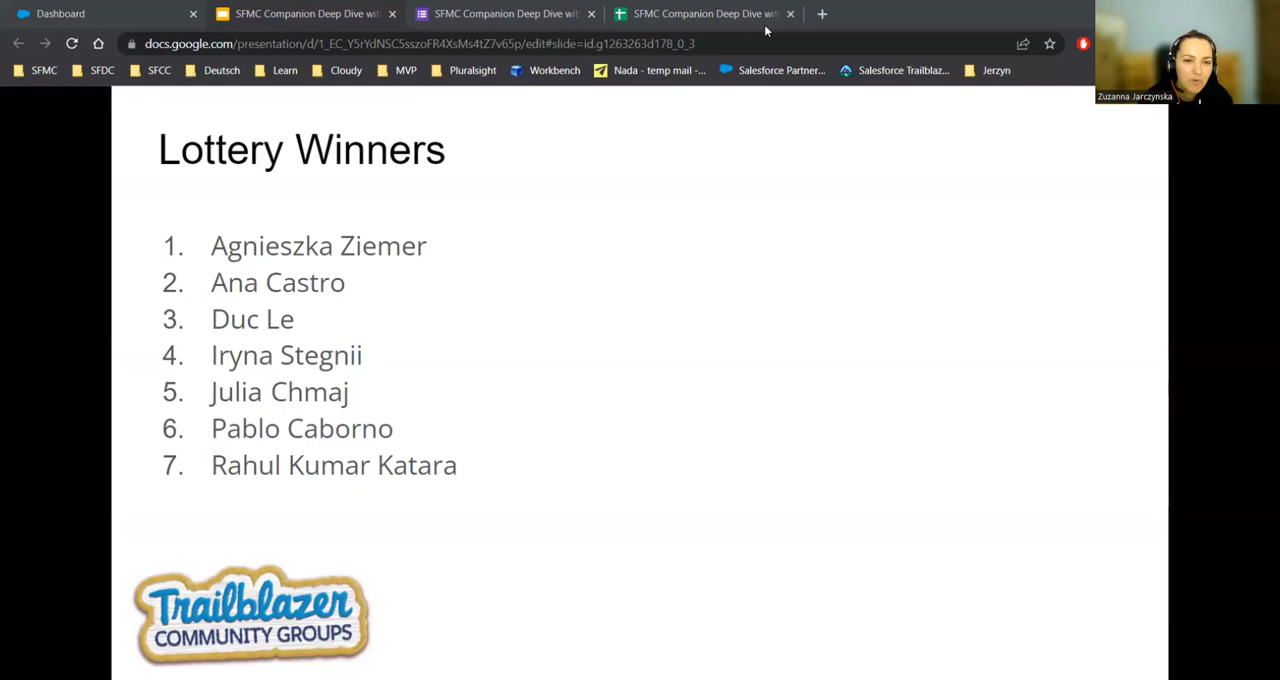 Dashboard
SFMC Companion Deep Dive wit
SFMC Companion Deep Dive wit
SFMC Companion Deep Dive wit
docs.google.com/presentation/d/1_EC_Y5rYdNSC5sszoFR4XsMs4tZ7v65p/edit#slide=id.g1263263d178_0_3
SFMC SFDC SFCC Deutsch Learn Cloudy MVP Pluralsight Workbench Nada - temp mail -... Salesforce Partner... Salesforce Trailblaz... Jerzyn
Zuzanna Jarczynska
Lottery Winners
1. Agnieszka Ziemer
2. Ana Castro
3. Duc Le
4. Iryna Stegnii
5. Julia Chmaj
6. Pablo Caborno
7. Rahul Kumar Katara
Trailblazer
COMMUNITY GROUPS